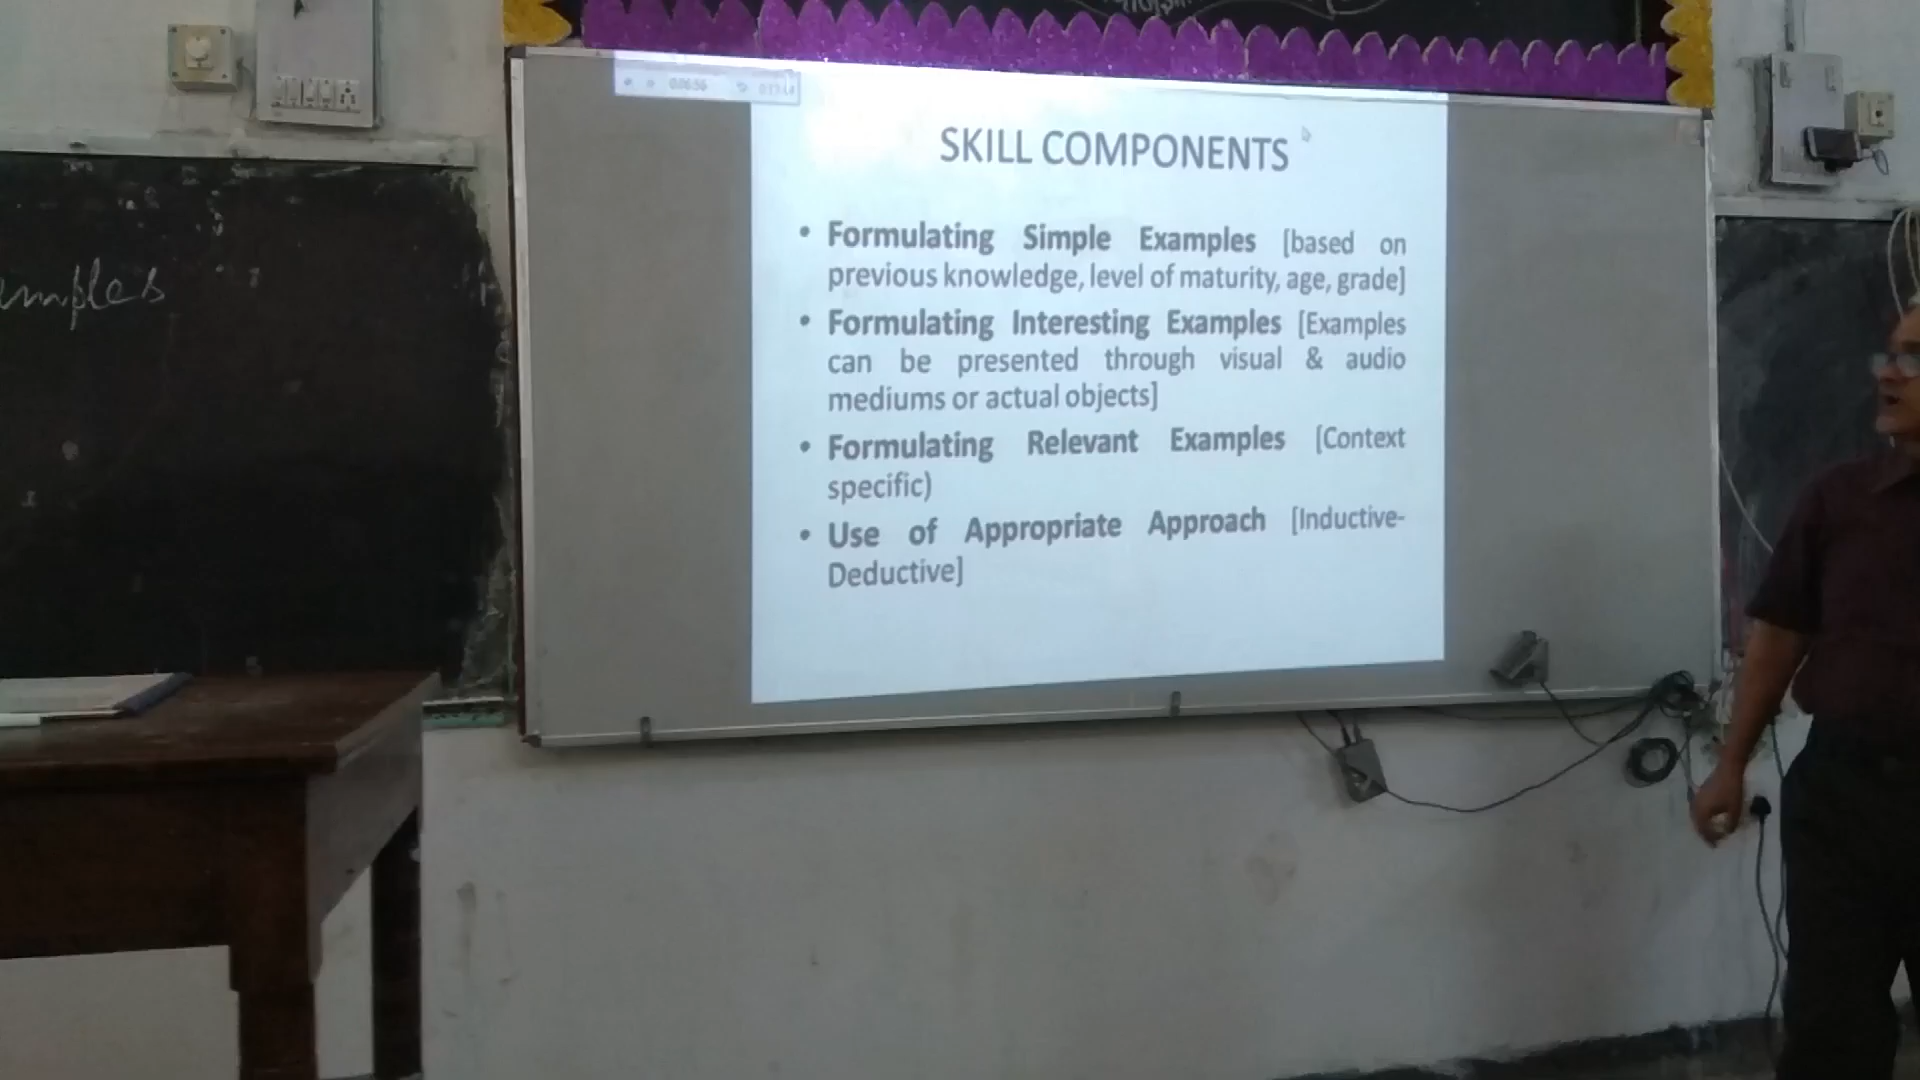 SKILL COMPONENTS
• Formulating Simple Examples [based on
previous knowledge, level of maturity, age, grade]
• Formulating Interesting Examples [Examples
can be presented through visual & audio
mediums or actual objects]
• Formulating Relevant Examples [Context
specific)
• Use of Appropriate Approach [Inductive-
Deductive]
amples